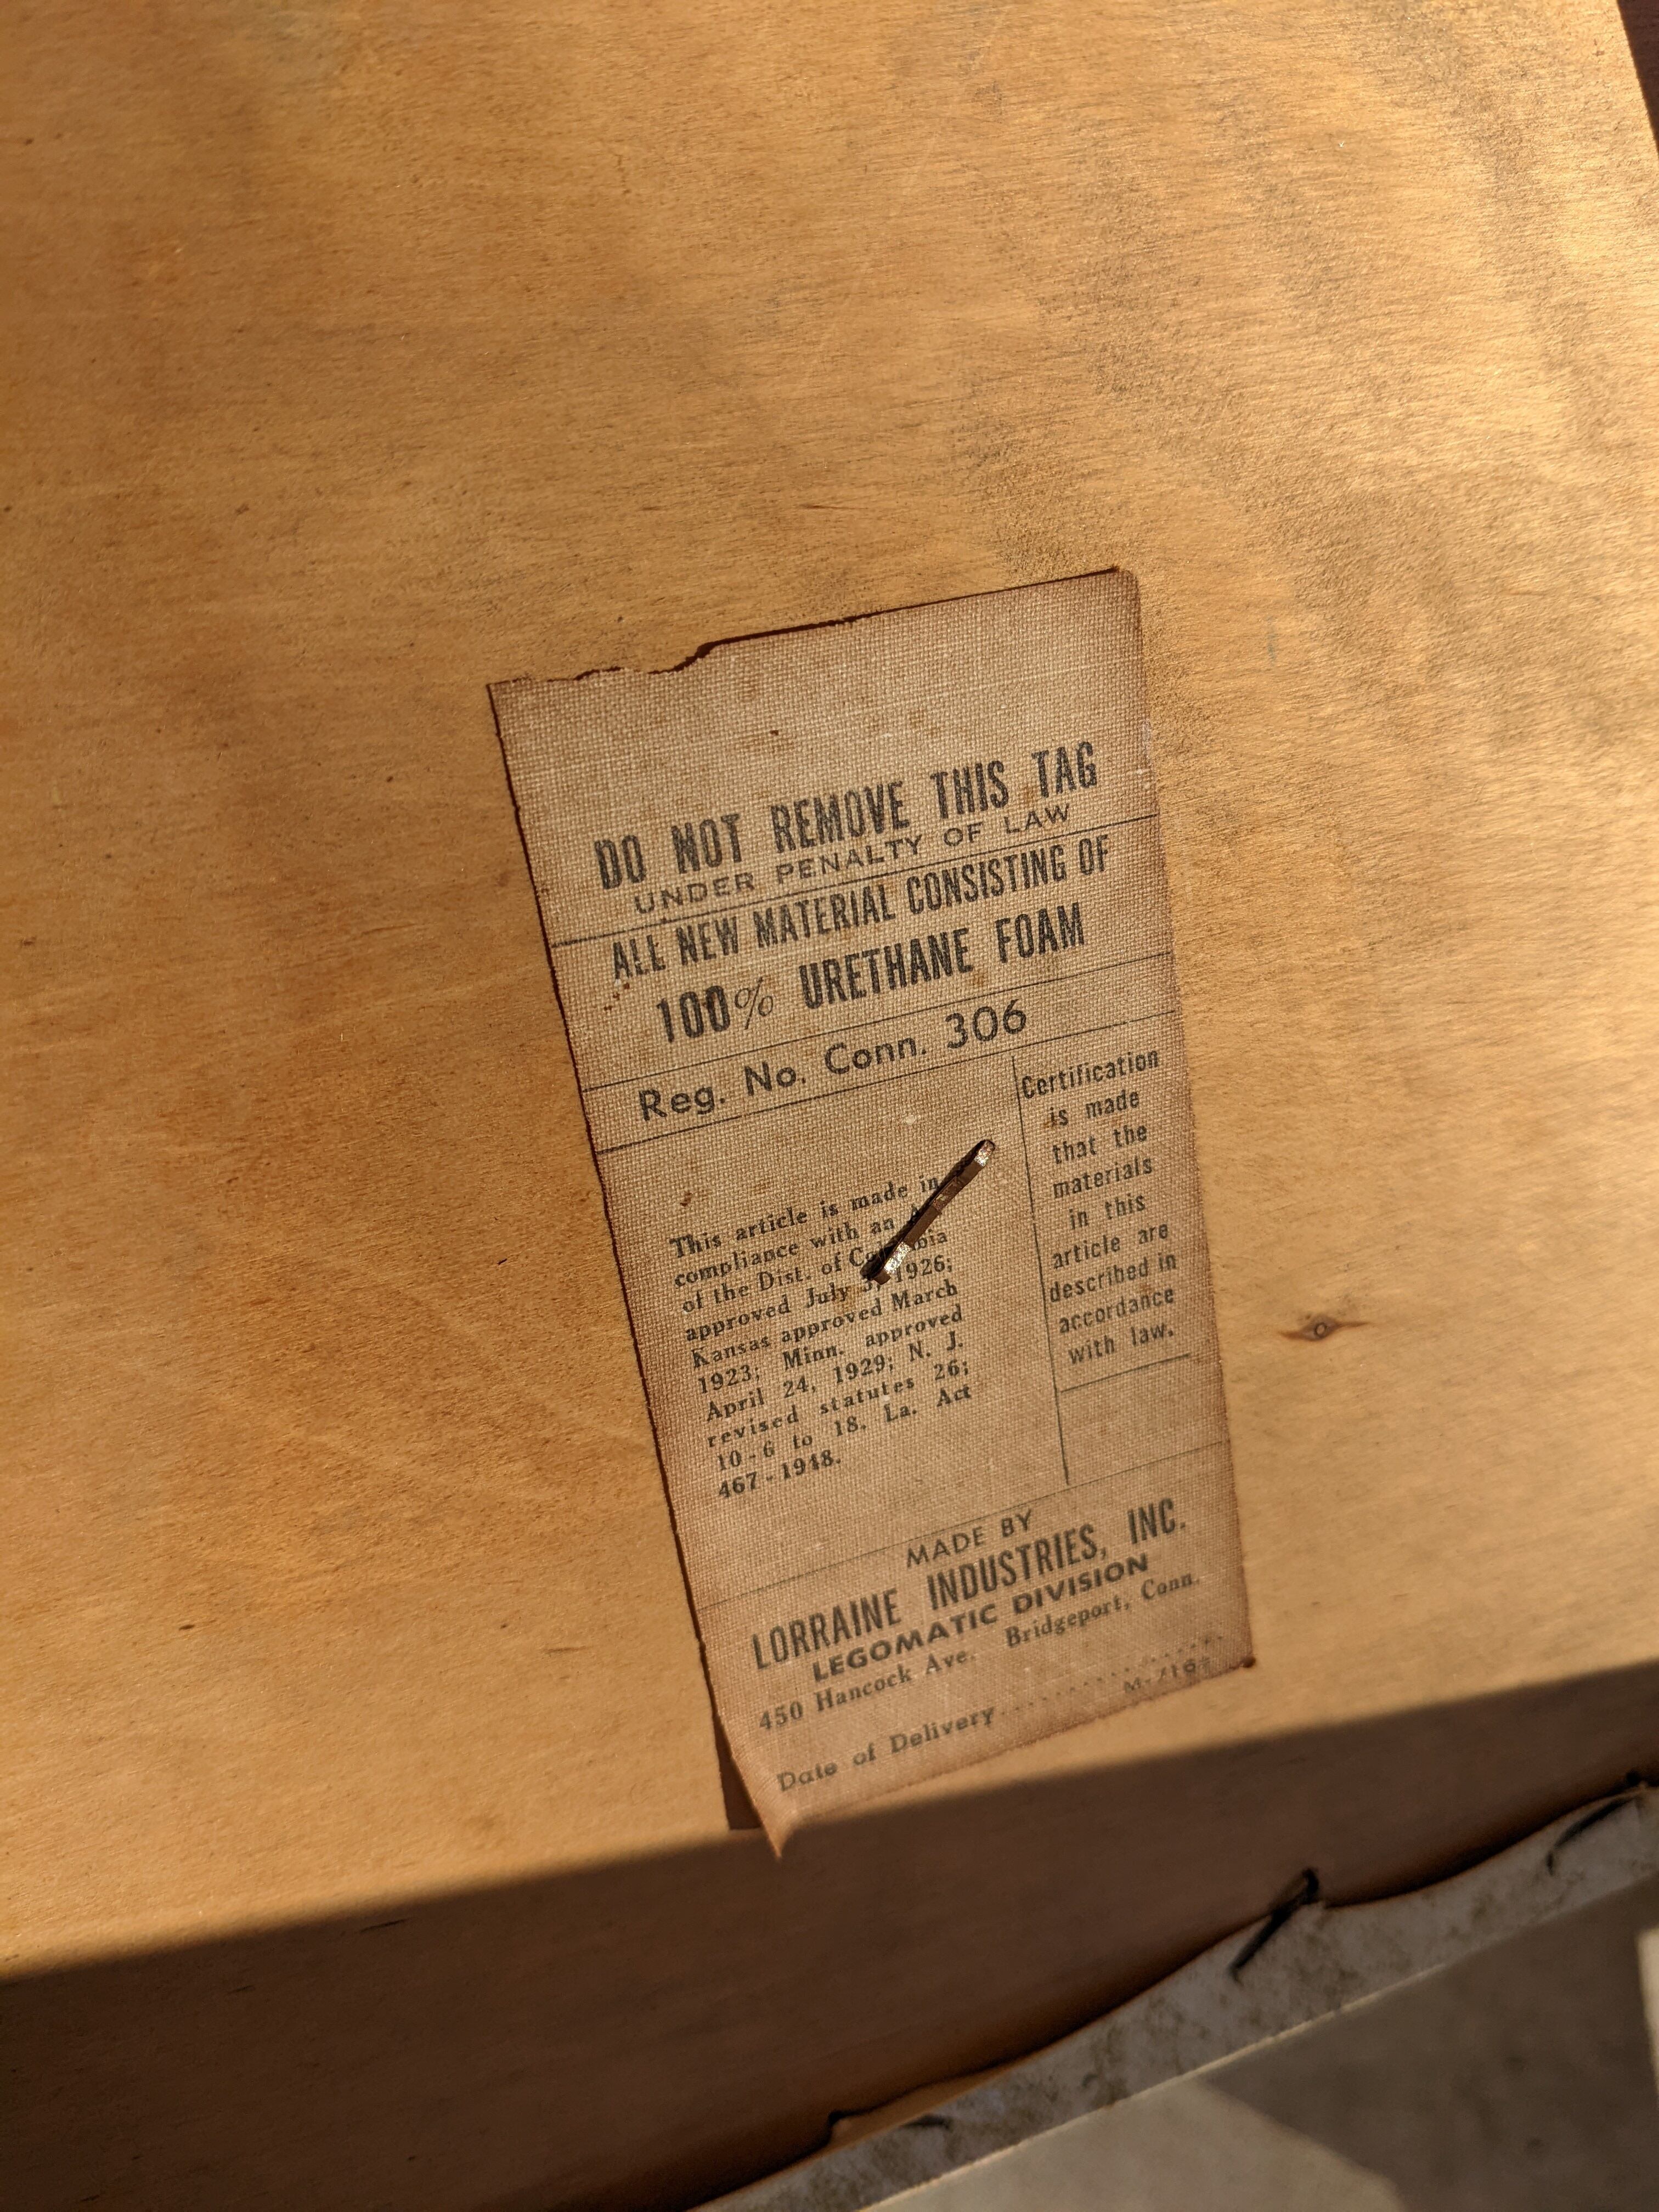 DO NOT REMOVE THIS TAG
UNDER PENALTY OF LAW
ALL NEW MATERIAL CONSISTING OF
100% URETHANE FOAM
Reg. No. Conn. 306
This article is made in
compliance with an
of the Dist. of
approved July 1926;
Kansas approved March
1923; Minn. approved
April 24, 1929; N. J.
revised statutes 26;
10-6 to 18. La. Act
467-1948.
Certification
is made
that the
materials
in this
article are
described in
accordance
with law.
MADE BY
LORRAINE INDUSTRIES, INC.
LEGOMATIC DIVISION
450 Hancock Ave. Bridgeport, Conn.
Date of Delivery